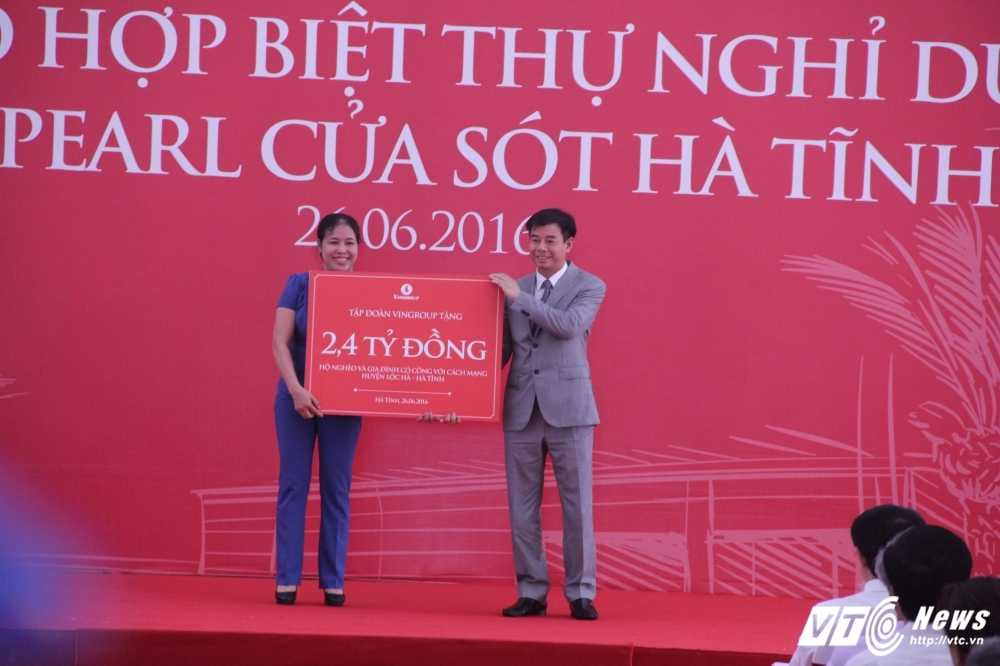 HỢP BIỆT THỰ NGHỈ
PEARL CỬA SÓT HÀ TĨNH
26.06.2016
VINGROUP
TẬP ĐOÀN VINGROUP TẶNG
2,4 TỶ ĐỒNG
HỘ NGHÈO VÀ GIA ĐÌNH CÓ CÔNG VỚI CÁCH MẠNG
HUYỆN LỘC HÀ - HÀ TĨNH
HÀ TĨNH, 26.06.2016
VTC News
http://vtc.vn